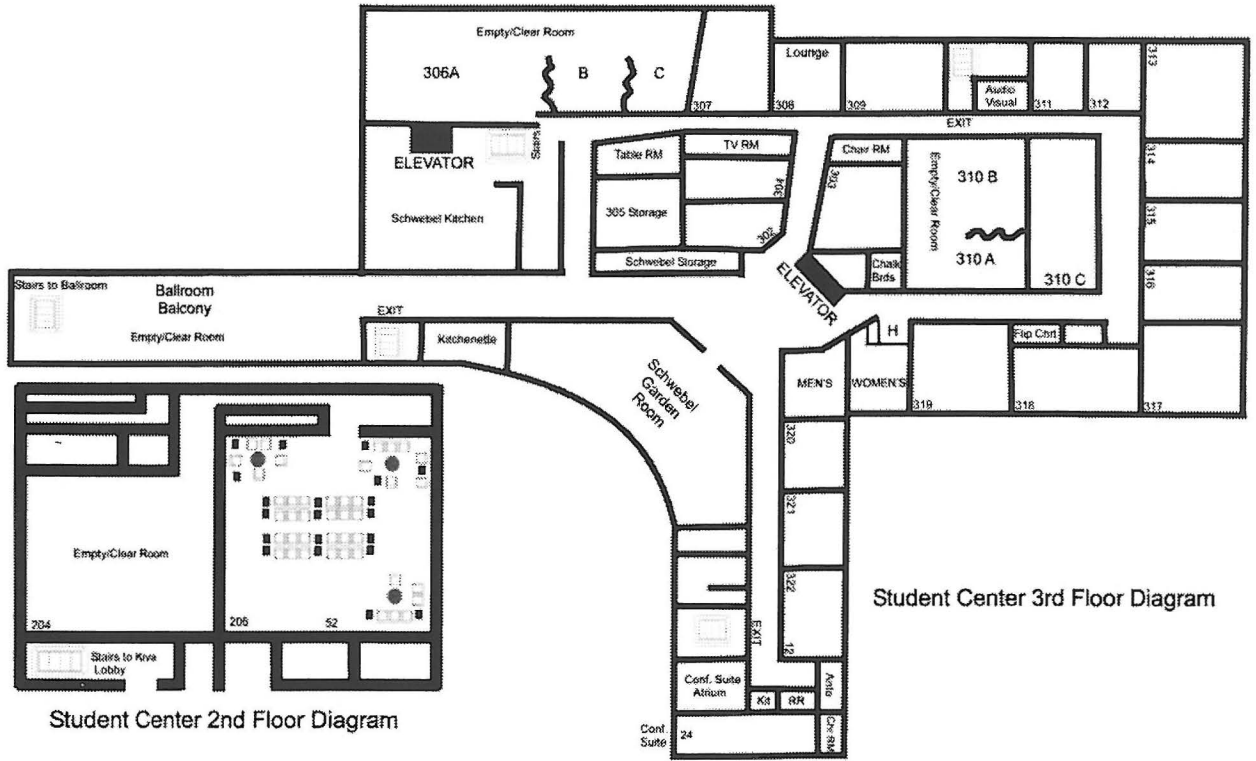 Empty/Clear Room
306A
B
C
307
Lounge
308
309
Audio
Visual
311
312
313
EXIT
ELEVATOR
Stairs
Table RM
TV RM
304
Chair RM
303
Empty/Clear Room
310 B
310 A
310 C
314
315
316
Schwebel Kitchen
305 Storage
302
Schwebel Storage
ELEVATOR
Chalk
Brds
Stairs to Ballroom
Ballroom
Balcony
Empty/Clear Room
EXIT
Kitchenette
Schwebel
Garden
Room
MEN'S
WOMEN'S
H
319
Flip Chrt
318
317
320
321
322
12
EXIT
Conf. Suite
Atrium
Kit
RR
Ante
Chr RM
Conf.
Suite
24
Student Center 3rd Floor Diagram
Empty/Clear Room
204
206
52
Stairs to Kiva
Lobby
Student Center 2nd Floor Diagram